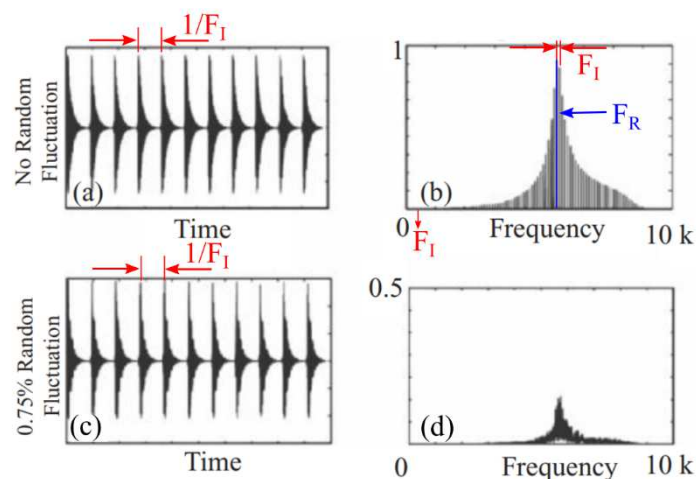 1/F_I
No Random
Fluctuation
(a)
Time
1
F_I
F_R
(b)
0
Frequency
10 k
F_I
1/F_I
0.75% Random
Fluctuation
(c)
Time
0.5
(d)
0
Frequency
10 k